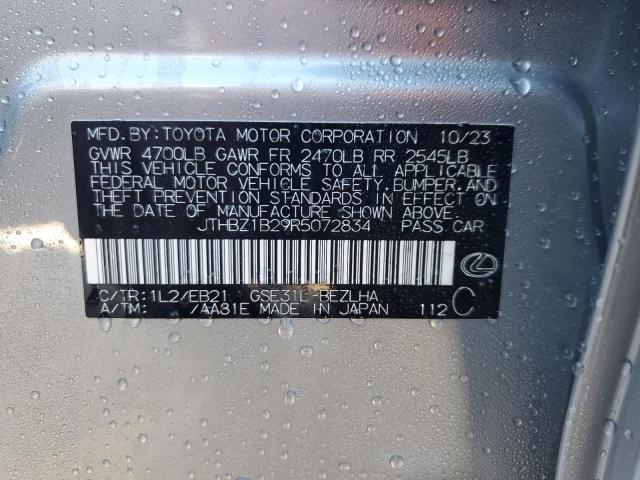 MFD.BY:TOYOTA MOTOR CORPORATION 10/23
GVWR 4700LB GAWR FR 2470LB RR 2545LB
THIS VEHICLE CONFORMS TO ALL APPLICABLE
FEDERAL MOTOR VEHICLE SAFETY,BUMPER,AND
THEFT PREVENTION STANDARDS IN EFFECT ON
THE DATE OF MANUFACTURE SHOWN ABOVE.
JTHBZ1B29R5072834 PASS.CAR
C/TR:1L2/EB21 GSE31L-BEZLHA
A/TM: /AA81E MADE IN JAPAN 112 C